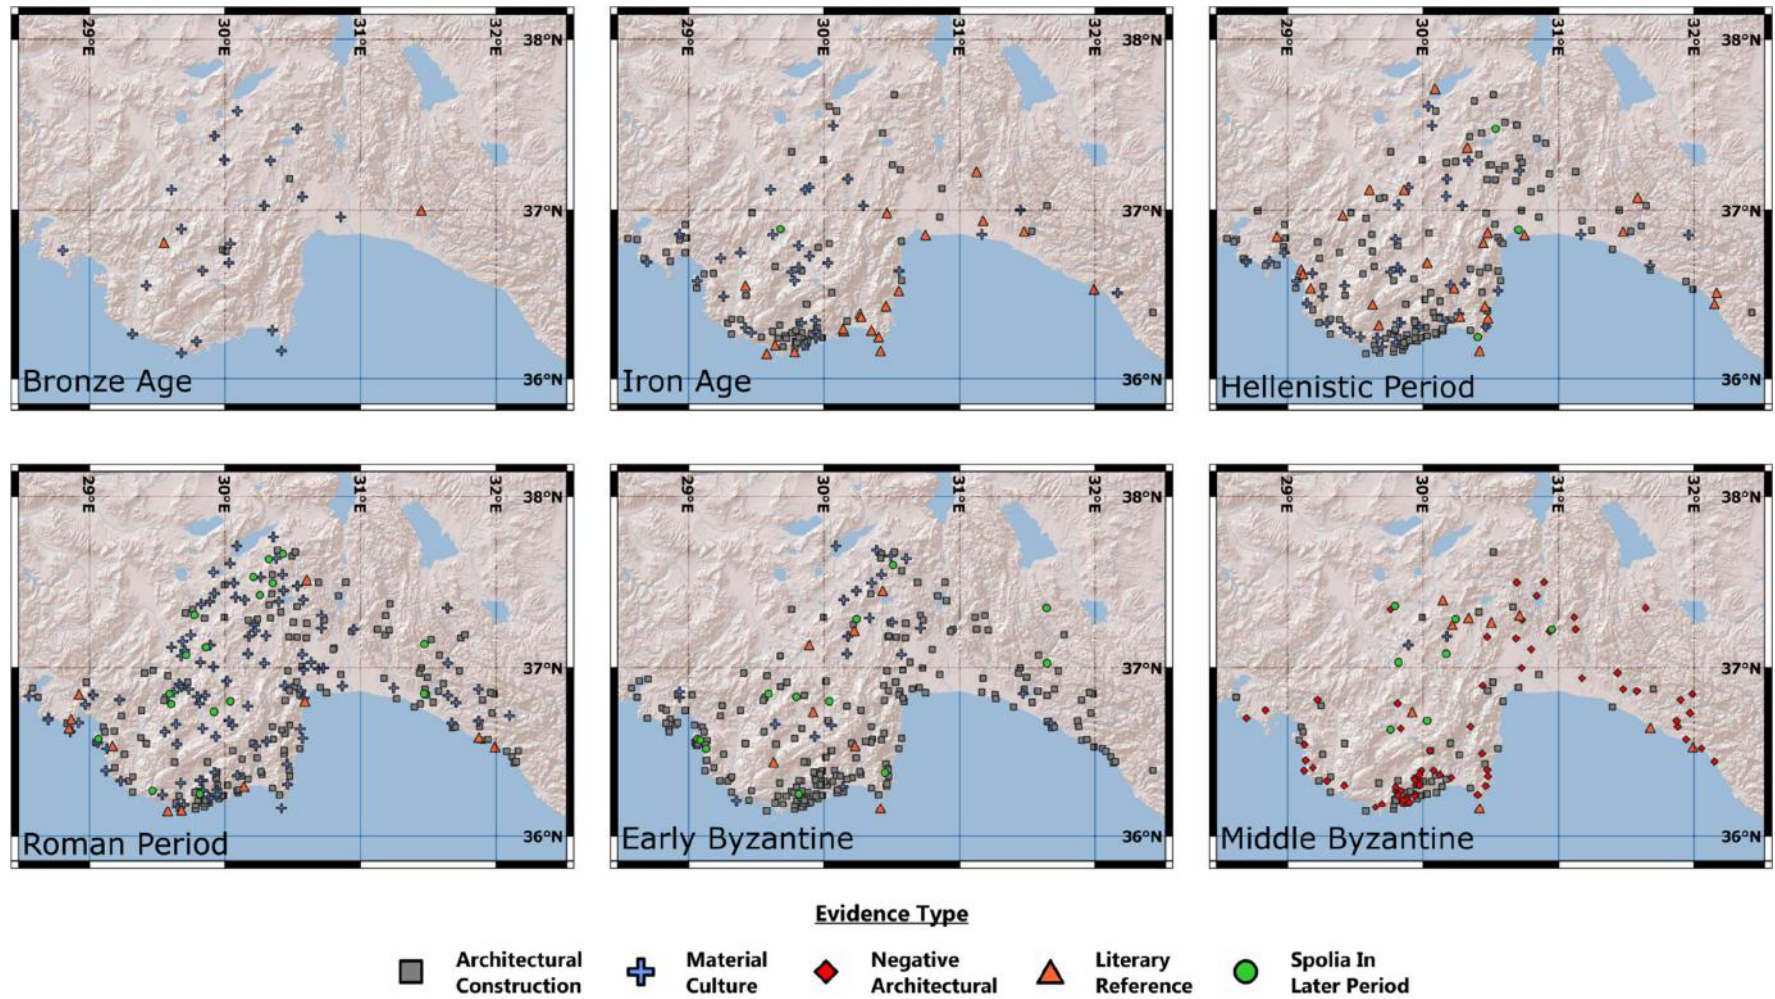 29°E 30°E 31°E 32°E
38°N
37°N
36°N
Bronze Age
29°E 30°E 31°E 32°E
38°N
37°N
36°N
Iron Age
29°E 30°E 31°E 32°E
38°N
37°N
36°N
Hellenistic Period
29°E 30°E 31°E 32°E
38°N
37°N
36°N
Roman Period
29°E 30°E 31°E 32°E
38°N
37°N
36°N
Early Byzantine
29°E 30°E 31°E 32°E
38°N
37°N
36°N
Middle Byzantine
Evidence Type
Architectural
Construction
Material
Culture
Negative
Architectural
Literary
Reference
Spolia In
Later Period